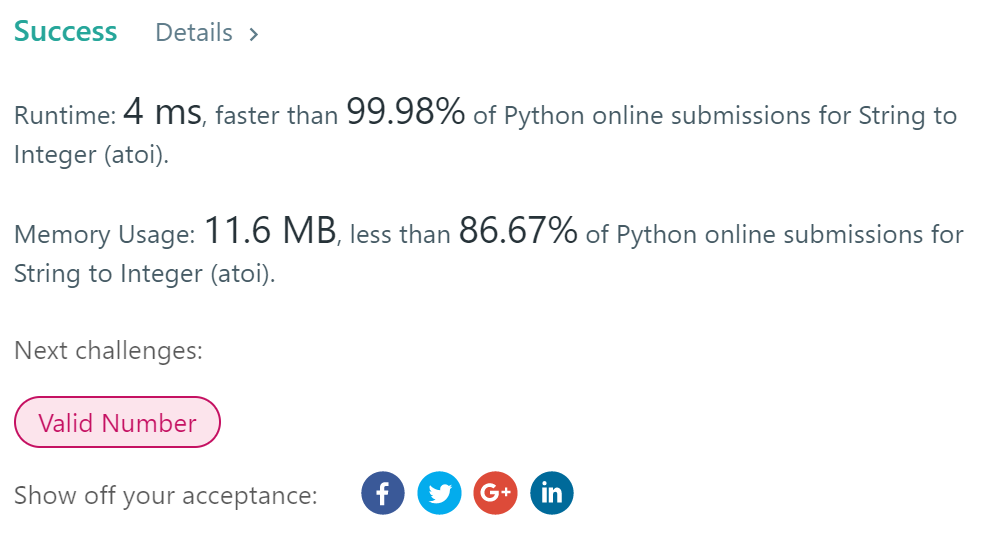 Success Details >
Runtime: 4 ms, faster than 99.98% of Python online submissions for String to
Integer (atoi).
Memory Usage: 11.6 MB, less than 86.67% of Python online submissions for
String to Integer (atoi).
Next challenges:
Valid Number
Show off your acceptance: f G+ in